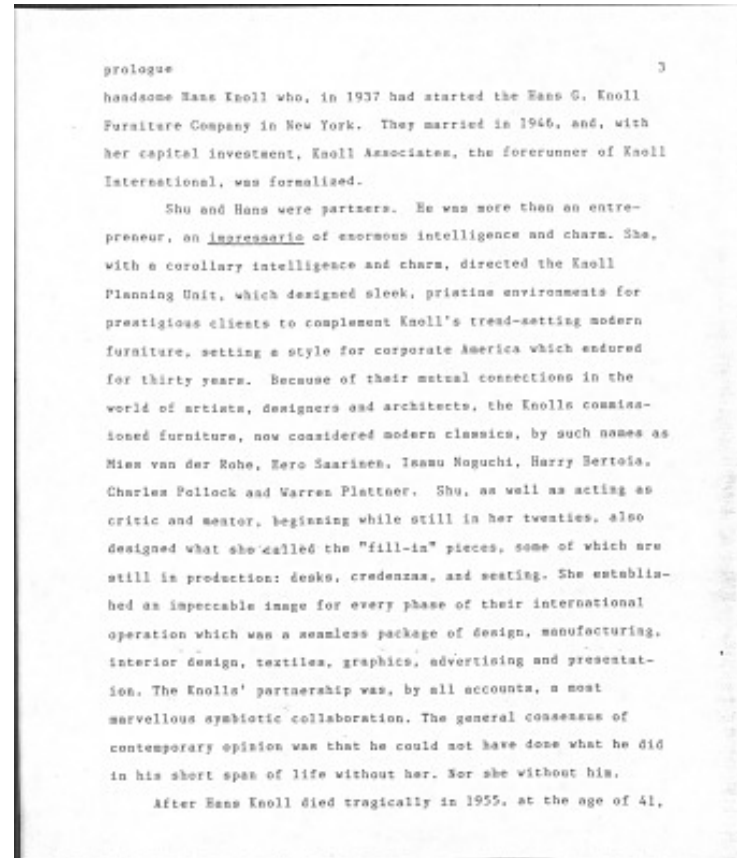 prologue 3
handsome Hans Knoll who, in 1937 had started the Hans G. Knoll
Furniture Company in New York. They married in 1946, and, with
her capital investment, Knoll Associates, the forerunner of Knoll
International, was formalized.
Shu and Hans were partners. He was more than an entre-
preneur, an impressario of enormous intelligence and charm. She,
with a corollary intelligence and charm, directed the Knoll
Planning Unit, which designed sleek, pristine environments for
prestigious clients to complement Knoll's trend-setting modern
furniture, setting a style for corporate America which endured
for thirty years. Because of their mutual connections in the
world of artists, designers and architects, the Knolls commiss-
ioned furniture, now considered modern classics, by such names as
Mies van der Rohe, Eero Saarinen, Isamu Noguchi, Harry Bertoia,
Charles Pollock and Warren Plattner. Shu, as well as acting as
critic and mentor, beginning while still in her twenties, also
designed what she called the "fill-in" pieces, some of which are
still in production: desks, credenzas, and seating. She establis-
hed an impeccable image for every phase of their international
operation which was a seamless package of design, manufacturing,
interior design, textiles, graphics, advertising and presentat-
ion. The Knolls' partnership was, by all accounts, a most
marvellous symbiotic collaboration. The general consensus of
contemporary opinion was that he could not have done what he did
in his short span of life without her. Nor she without him.
After Hans Knoll died tragically in 1955, at the age of 41,